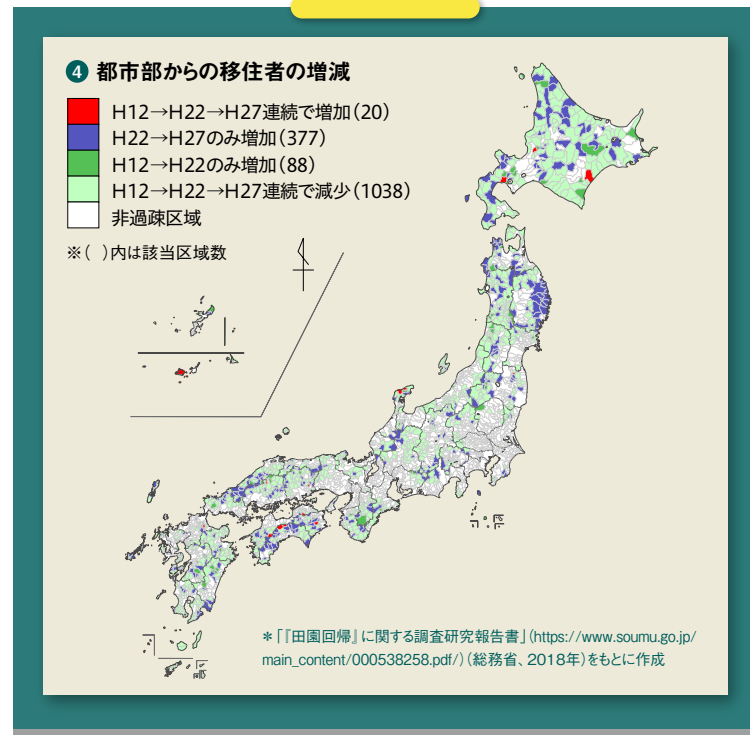 ❹ 都市部からの移住者の増減
H12→H22→H27連続で増加(20)
H22→H27のみ増加(377)
H12→H22のみ増加(88)
H12→H22→H27連続で減少(1038)
非過疎区域
※( )内は該当区域数
＊「『田園回帰』に関する調査研究報告書」(https://www.soumu.go.jp/
main_content/000538258.pdf/)(総務省、2018年)をもとに作成